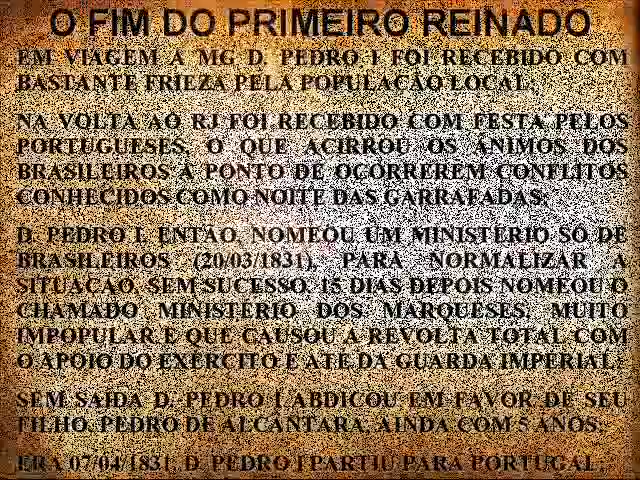 O FIM DO PRIMEIRO REINADO
EM VIAGEM A MG D. PEDRO I FOI RECEBIDO COM
BASTANTE FRIEZA PELA POPULAÇÃO LOCAL;
NA VOLTA AO RJ FOI RECEBIDO COM FESTA PELOS
PORTUGUESES, O QUE ACIRROU OS ÂNIMOS DOS
BRASILEIROS A PONTO DE OCORREREM CONFLITOS
CONHECIDOS COMO NOITE DAS GARRAFADAS;
D. PEDRO I, ENTÃO, NOMEOU UM MINISTÉRIO SÓ DE
BRASILEIROS (20/03/1831), PARA NORMALIZAR A
SITUAÇÃO, SEM SUCESSO. 15 DIAS DEPOIS NOMEOU O
CHAMADO MINISTÉRIO DOS MARQUESES, MUITO
IMPOPULAR E QUE CAUSOU A REVOLTA TOTAL COM
O APOIO DO EXÉRCITO E ATÉ DA GUARDA IMPERIAL;
SEM SAÍDA D. PEDRO I ABDICOU EM FAVOR DE SEU
FILHO, PEDRO DE ALCÂNTARA, AINDA COM 5 ANOS;
ERA 07/04/1831, D. PEDRO I PARTIU PARA PORTUGAL;